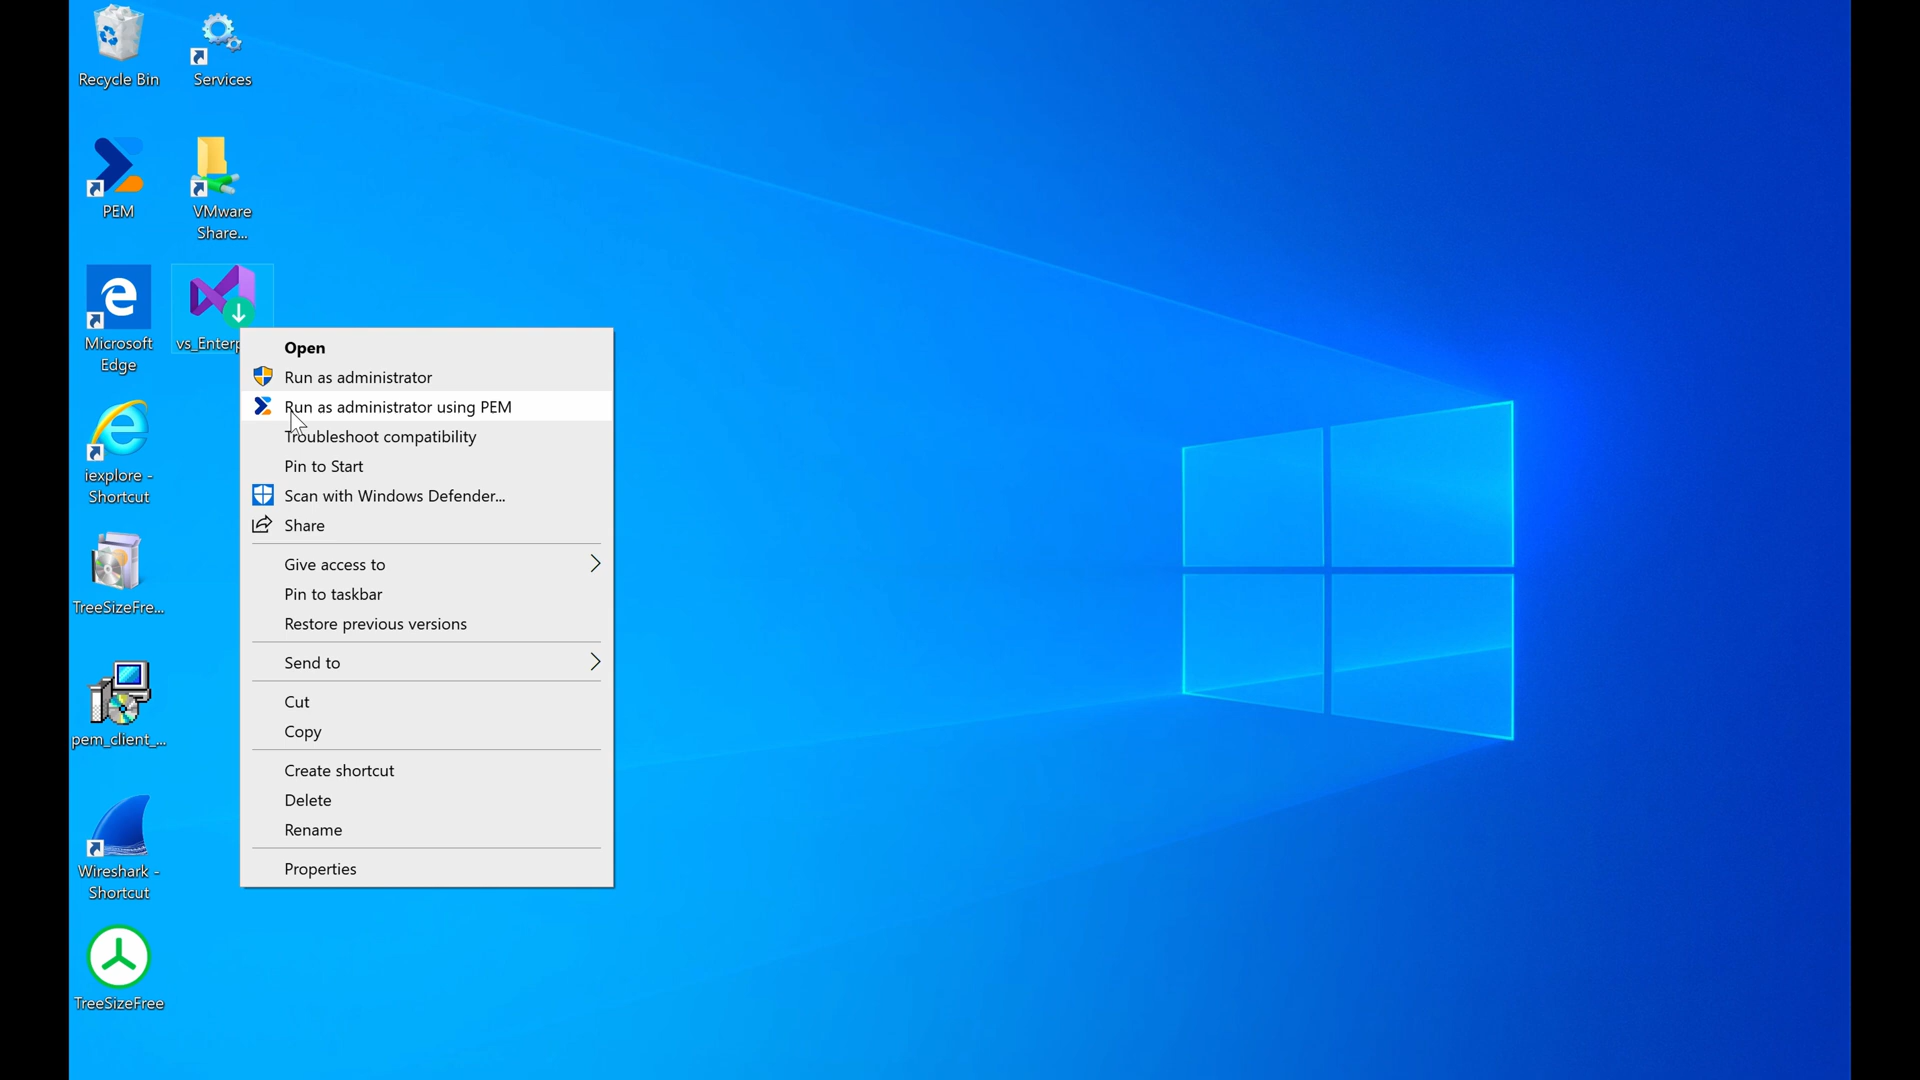 Recycle Bin
Services
PEM
VMware
Share...
Microsoft
Edge
vs_Enterp
iexplore -
Shortcut
TreeSizeFre...
pem_client_...
Wireshark -
Shortcut
TreeSizeFree
Open
Run as administrator
Run as administrator using PEM
Troubleshoot compatibility
Pin to Start
Scan with Windows Defender...
Share
Give access to
Pin to taskbar
Restore previous versions
Send to
Cut
Copy
Create shortcut
Delete
Rename
Properties